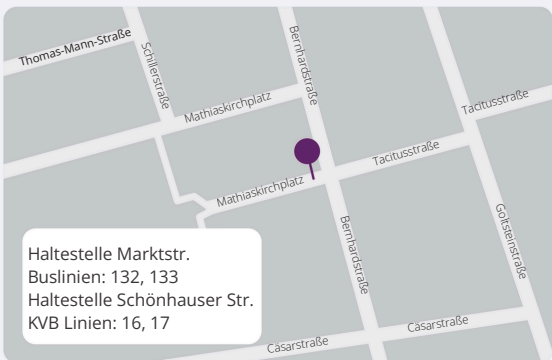 Thomas-Mann-Straße
Schillerstraße
Bernhardstraße
Mathiaskirchplatz
Tacitusstraße
Tacitusstraße
Mathiaskirchplatz
Bernhardstraße
Goltsteinstraße
Haltestelle Marktstr.
Buslinien: 132, 133
Haltestelle Schönhauser Str.
KVB Linien: 16, 17
Cäsarstraße
Cäsarstraße